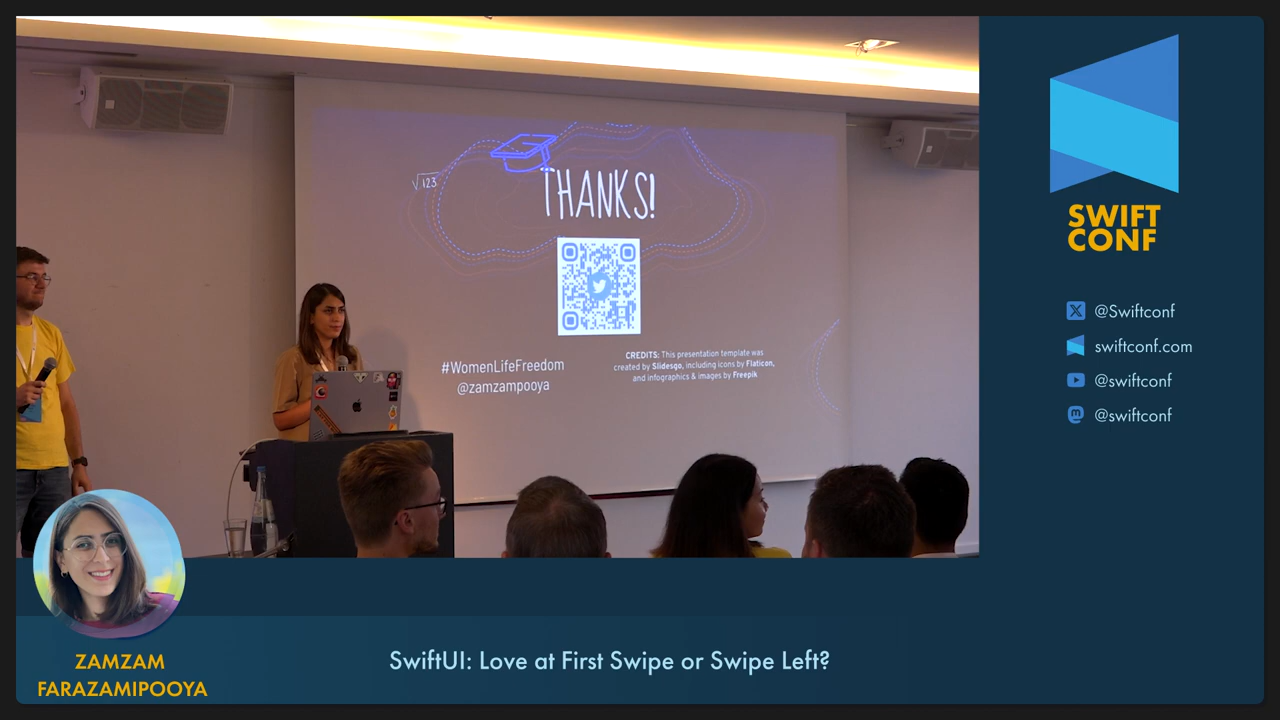 √123
THANKS!
#WomenLifeFreedom
@zamzampooya
CREDITS: This presentation template was
created by Slidesgo, including icons by Flaticon,
and infographics & images by Freepik
SWIFT
CONF
@Swiftconf
swiftconf.com
@swiftconf
@swiftconf
ZAMZAM
FARAZAMIPOOYA
SwiftUI: Love at First Swipe or Swipe Left?